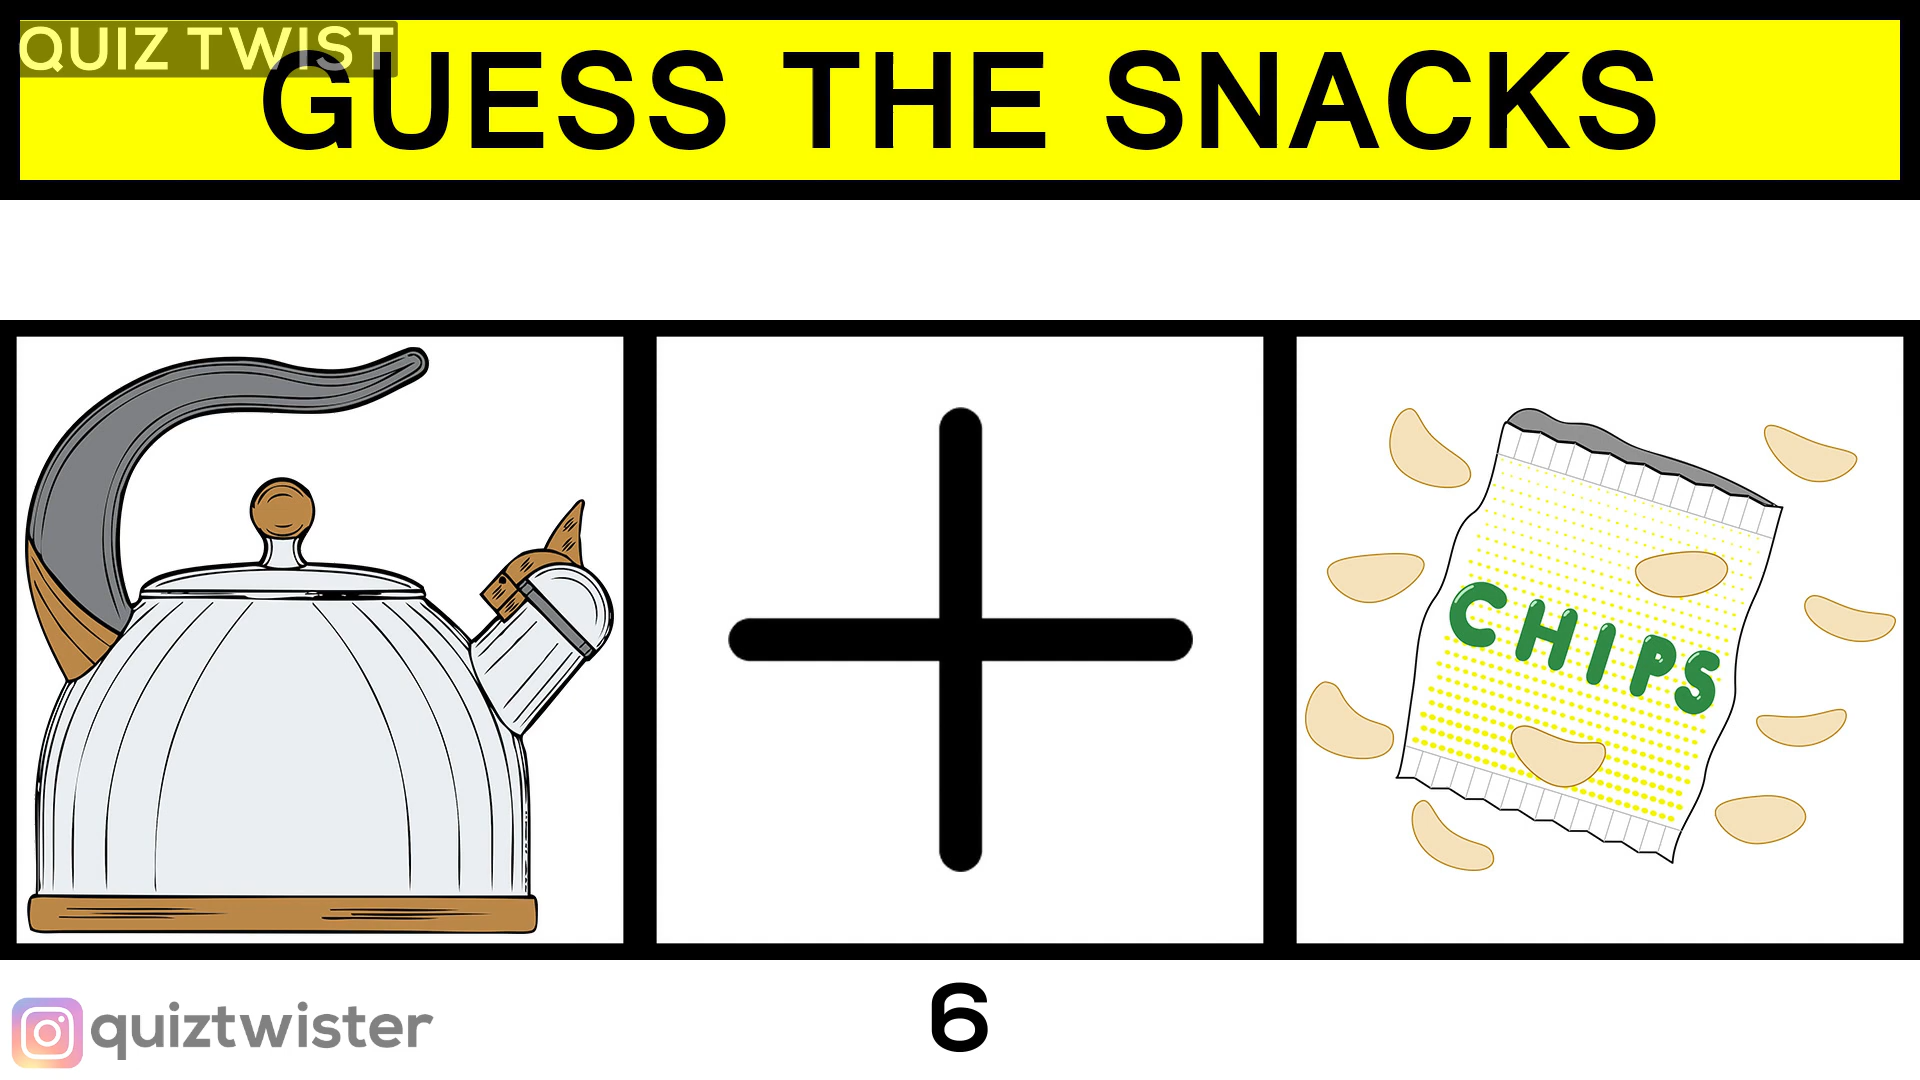 QUIZ TWIST
GUESS THE SNACKS
CHIPS
6
quiztwister